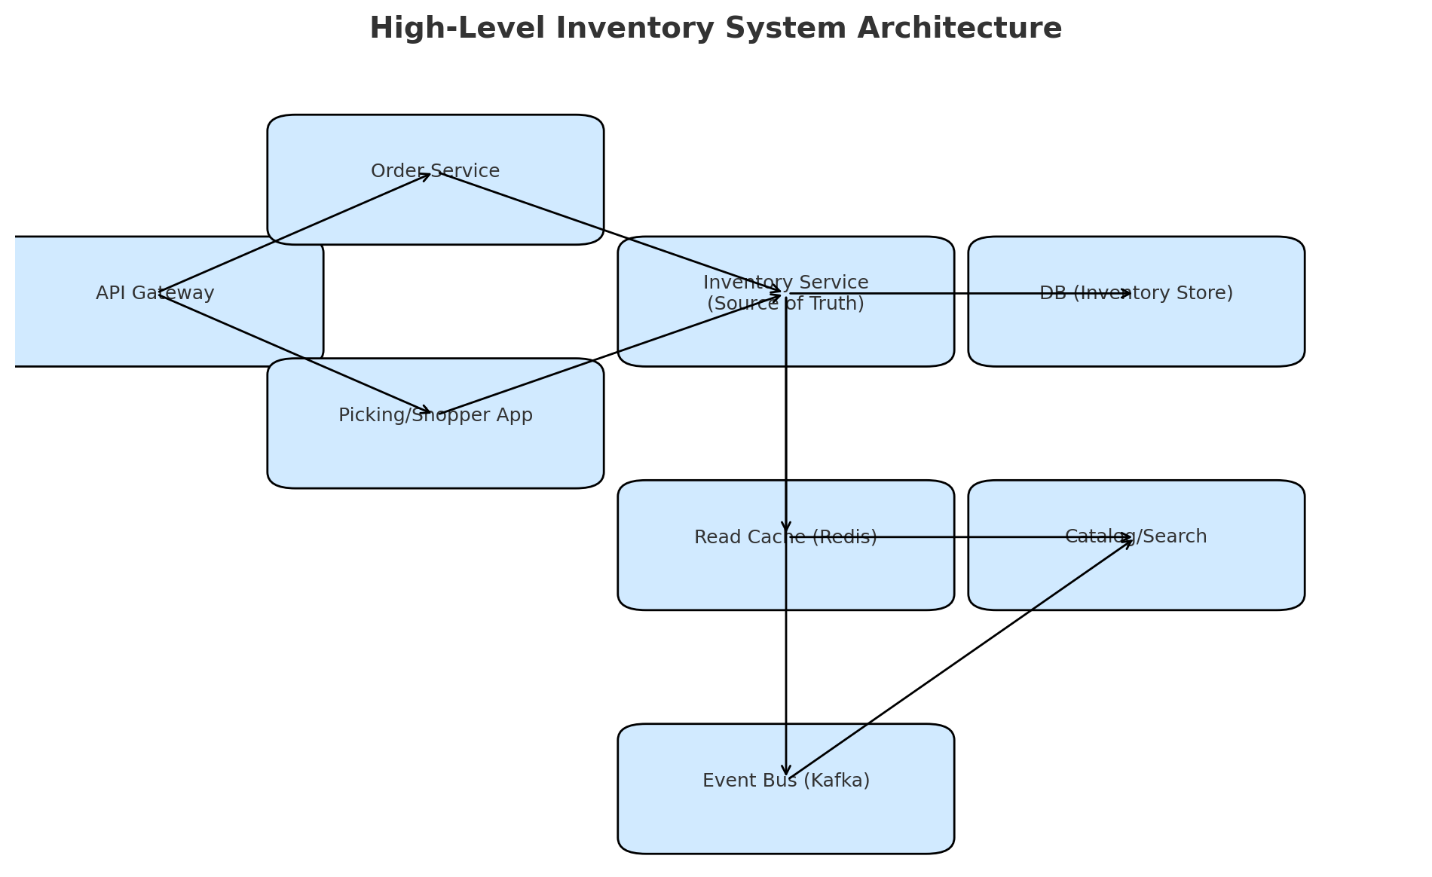 High-Level Inventory System Architecture
Order Service
API Gateway
Inventory Service
(Source of Truth)
DB (Inventory Store)
Picking/Shopper App
Read Cache (Redis)
Catalog/Search
Event Bus (Kafka)